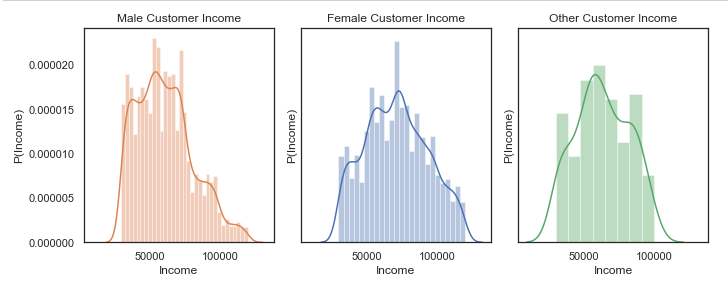 Male Customer Income
Female Customer Income
Other Customer Income
P(Income)
0.000020
0.000015
0.000010
0.000005
0.000000
50000
100000
Income
P(Income)
50000
100000
Income
P(Income)
50000
100000
Income